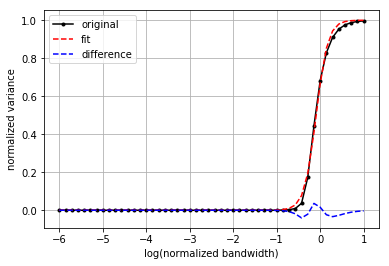 original
fit
difference
1.0
0.8
0.6
0.4
0.2
0.0
normalized variance
−6 −5 −4 −3 −2 −1 0 1
log(normalized bandwidth)